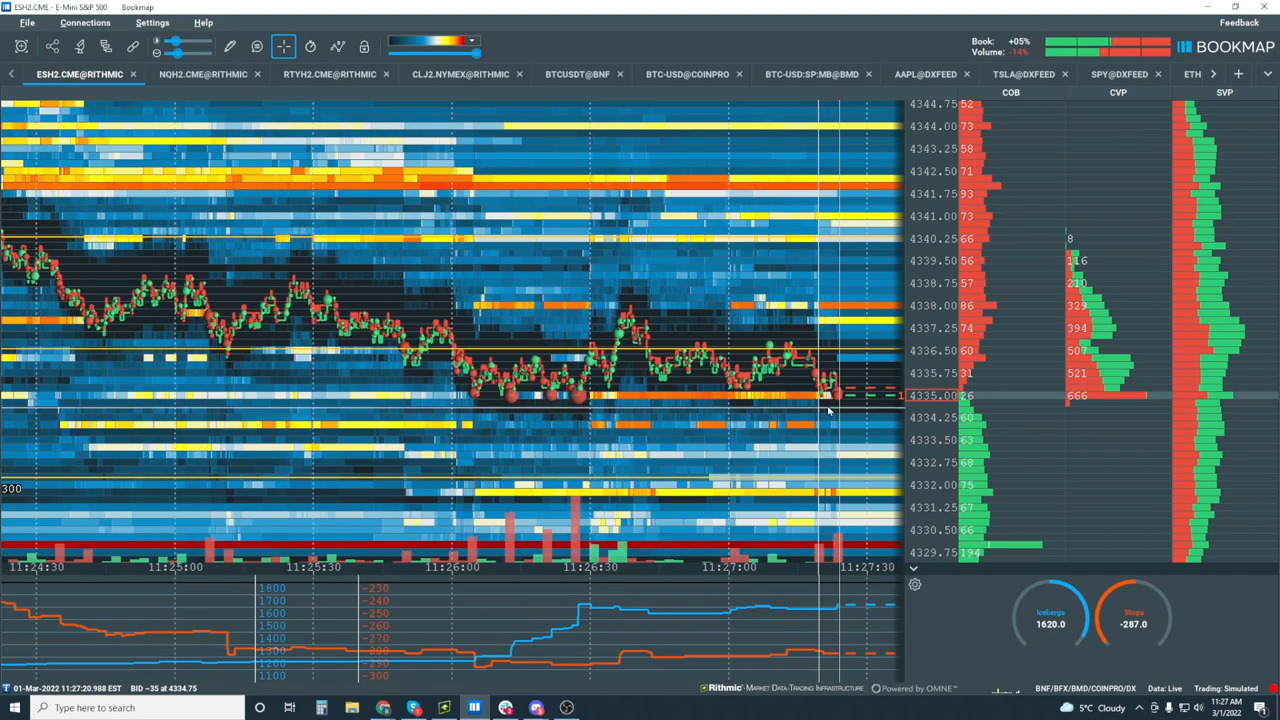 ESH2.CME - E-Mini S&P 500 Bookmap
File Connections Settings Help Feedback
Book: +05%
Volume: -14%
BOOKMAP
ESH2.CME@RITHMIC NQH2.CME@RITHMIC RTYH2.CME@RITHMIC CLJ2.NYMEX@RITHMIC BTCUSDT@BNF BTC-USD@COINPRO BTC-USD:SP:MB@BMD AAPL@DXFEED TSLA@DXFEED SPY@DXFEED ETH
COB CVP SVP
4344.75 52
4344.00 73
4343.25 58
4342.50 71
4341.75 93
4341.00 73
4340.25 66 8
4339.50 56 116
4338.75 57 210
4338.00 86 329
4337.25 74 394
4336.50 60 507
4335.75 31 521
1 4335.00 26 666
4334.25 60
4333.50 63
4332.75 68
4332.00 75
300
4331.25 67
4330.50 66
4329.75 194
11:24:30 11:25:00 11:25:30 11:26:00 11:26:30 11:27:00 11:27:30
1800 -230
1700 -240
1600 -250
1500 -260
1400 -270
1300 -280
1200 -290
1100 -300
Icebergs
1620.0
Stops
-287.0
01-Mar-2022 11:27:20.988 EST BID ~35 at 4334.75
Rithmic - Market Data-Trading Infrastructure Powered by OMNE™
BNF/BFX/BMD/COINPRO/DX Data: Live Trading: Simulated
Type here to search
5°C Cloudy
11:27 AM
3/1/2022